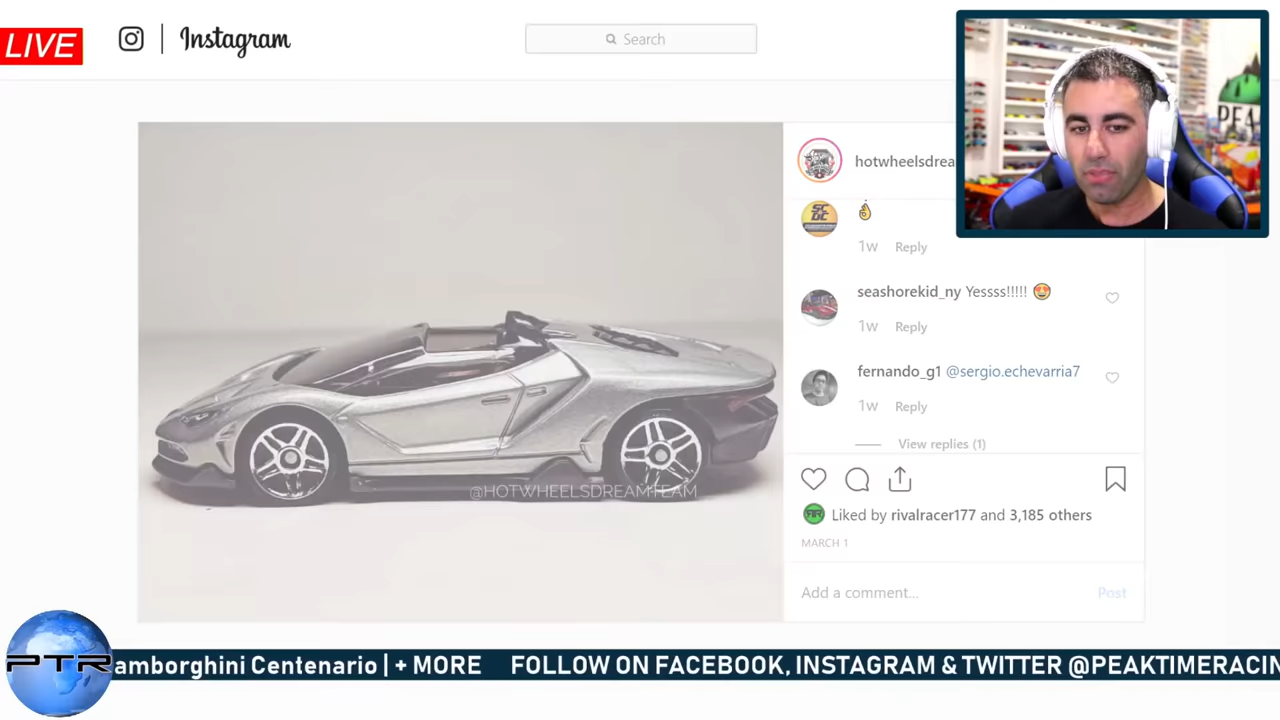 LIVE
Instagram
Search
hotwheelsdrea
SC
GC
👌
1w Reply
seashorekid_ny Yessss!!!!! 😍
1w Reply
fernando_g1 @sergio.echevarria7
1w Reply
View replies (1)
@HOTWHEELSDREAMTEAM
Liked by rivalracer177 and 3,185 others
MARCH 1
Add a comment... Post
PTR
amborghini Centenario | + MORE FOLLOW ON FACEBOOK, INSTAGRAM & TWITTER @PEAKTIMERACIN